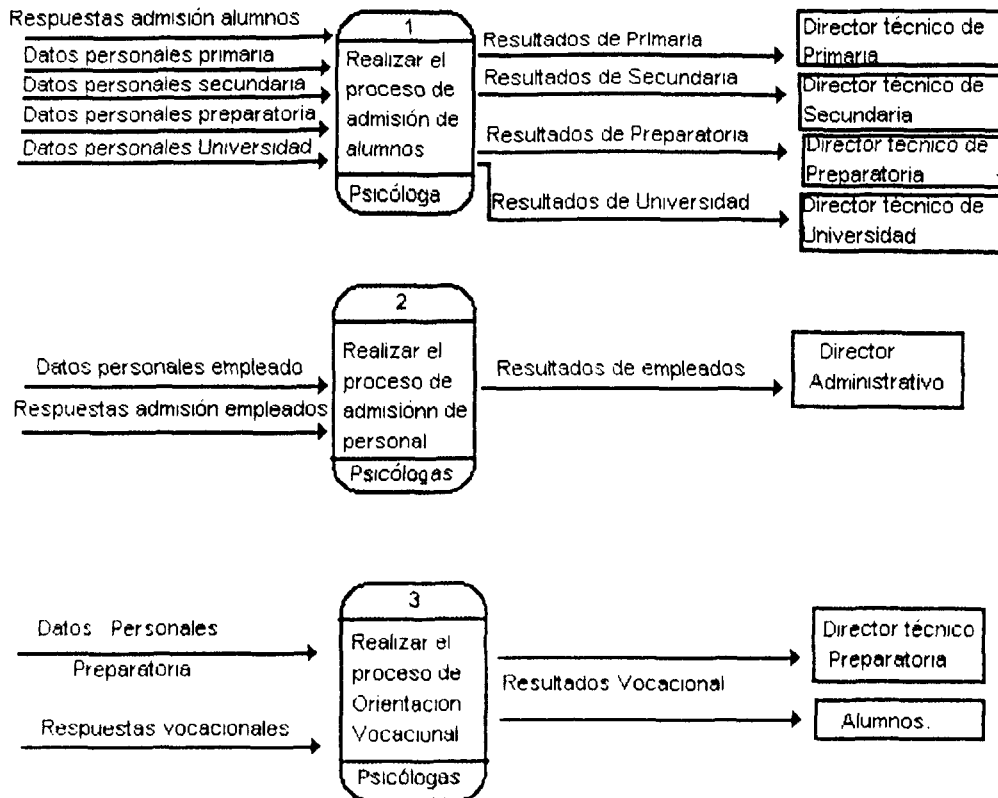 Respuestas admisión alumnos
Datos personales primaria
Datos personales secundaria
Datos personales preparatoria
Datos personales Universidad
1
Realizar el
proceso de
admisión de
alumnos
Psicóloga
Resultados de Primaria
Resultados de Secundaria
Resultados de Preparatoria
Resultados de Universidad
Director técnico de
Primaria
Director técnico de
Secundaria
Director técnico de
Preparatoria
Director técnico de
Universidad
Datos personales empleado
Respuestas admisión empleados
2
Realizar el
proceso de
admisiónn de
personal
Psicólogas
Resultados de empleados
Director
Administrativo
Datos Personales
Preparatoria
Respuestas vocacionales
3
Realizar el
proceso de
Orientacion
Vocacional
Psicólogas
Resultados Vocacional
Director técnico
Preparatoria
Alumnos.